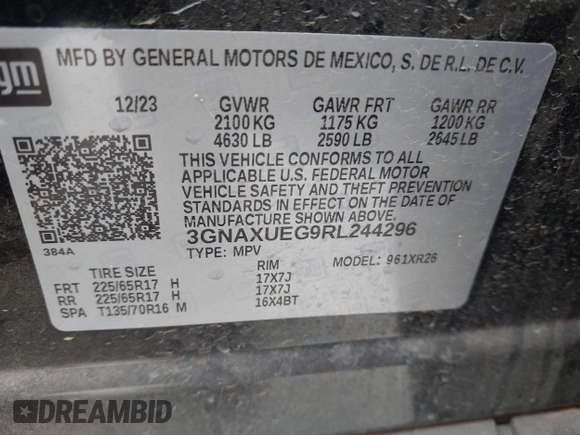 gm
MFD BY GENERAL MOTORS DE MEXICO, S. DE R.L. DE C.V.
12/23 GVWR GAWR FRT GAWR RR
2100 KG 1175 KG 1200 KG
4630 LB 2590 LB 2645 LB
THIS VEHICLE CONFORMS TO ALL
APPLICABLE U.S. FEDERAL MOTOR
VEHICLE SAFETY AND THEFT PREVENTION
STANDARDS IN EFFECT ON THE DATE OF
MANUFACTURE SHOWN ABOVE.
384A
3GNAXUEG9RL244296
TYPE: MPV MODEL: 961XR26
TIRE SIZE RIM
FRT 225/65R17 H 17X7J
RR 225/65R17 H 17X7J
SPA T135/70R16 M 16X4BT
DREAMBID